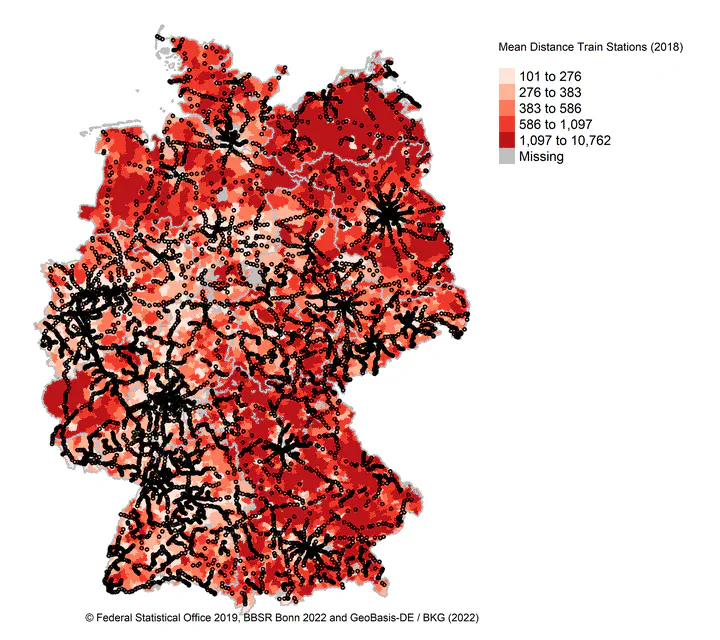 Mean Distance Train Stations (2018)
101 to 276
276 to 383
383 to 586
586 to 1,097
1,097 to 10,762
Missing
© Federal Statistical Office 2019, BBSR Bonn 2022 and GeoBasis-DE / BKG (2022)